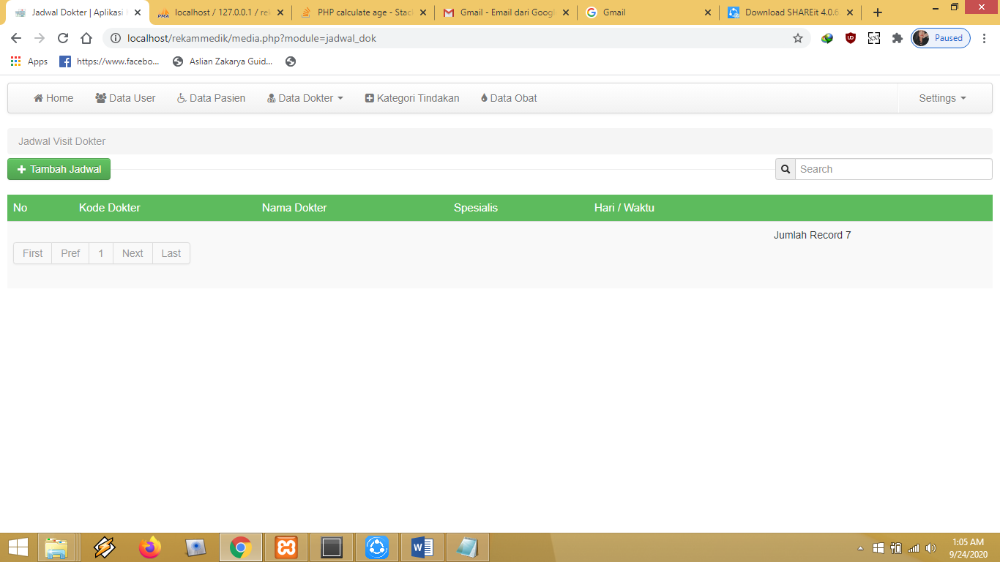 Jadwal Dokter | Aplikasi
localhost / 127.0.0.1 / rek
PHP calculate age - Stac
Gmail - Email dari Googl
Gmail
Download SHAREit 4.0.6.
localhost/rekammedik/media.php?module=jadwal_dok
Paused
Apps
https://www.facebo...
Aslian Zakarya Guid...
Home
Data User
Data Pasien
Data Dokter
Kategori Tindakan
Data Obat
Settings
Jadwal Visit Dokter
Tambah Jadwal
Search
No Kode Dokter Nama Dokter Spesialis Hari / Waktu
Jumlah Record 7
First Pref 1 Next Last
1:05 AM
9/24/2020